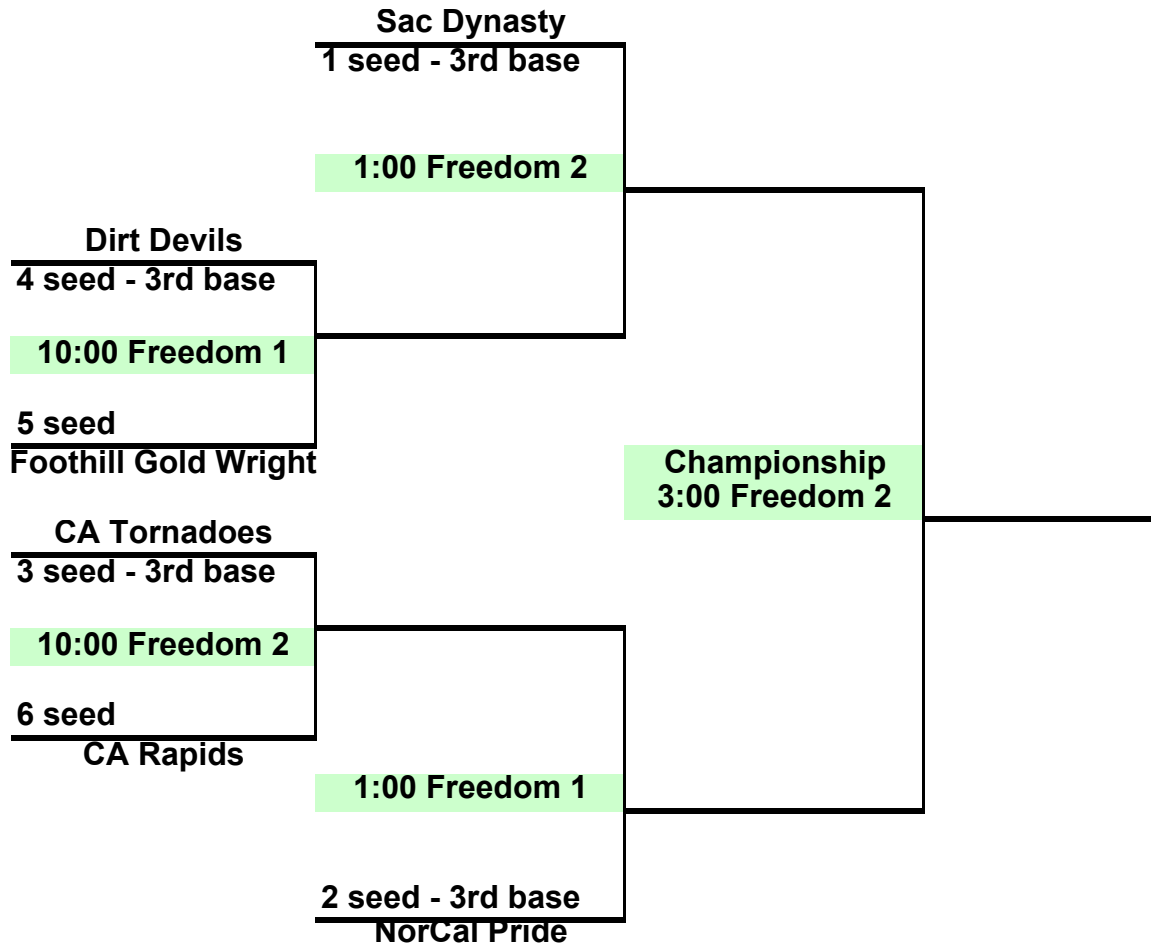 Sac Dynasty
1 seed - 3rd base
1:00 Freedom 2
Dirt Devils
4 seed - 3rd base
10:00 Freedom 1
5 seed
Foothill Gold Wright
Championship
3:00 Freedom 2
CA Tornadoes
3 seed - 3rd base
10:00 Freedom 2
6 seed
CA Rapids
1:00 Freedom 1
2 seed - 3rd base
NorCal Pride